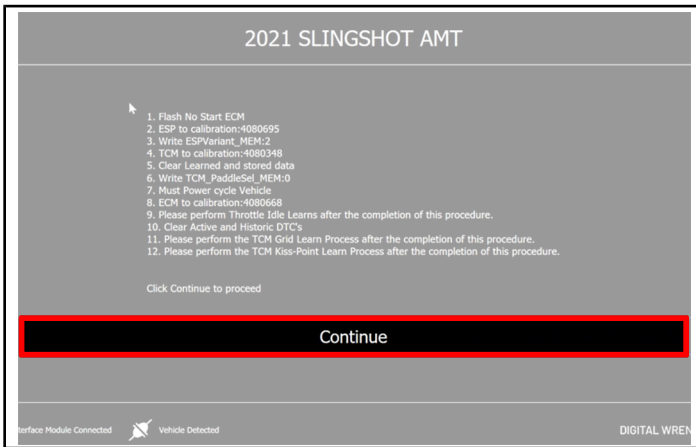 2021 SLINGSHOT AMT
1. Flash No Start ECM
2. ESP to calibration:4080695
3. Write ESPVariant_MEM:2
4. TCM to calibration:4080348
5. Clear Learned and stored data
6. Write TCM_PaddleSel_MEM:0
7. Must Power cycle Vehicle
8. ECM to calibration:4080668
9. Please perform Throttle Idle Learns after the completion of this procedure.
10. Clear Active and Historic DTC's
11. Please perform the TCM Grid Learn Process after the completion of this procedure.
12. Please perform the TCM Kiss-Point Learn Process after the completion of this procedure.
Click Continue to proceed
Continue
terface Module Connected Vehicle Detected DIGITAL WREN